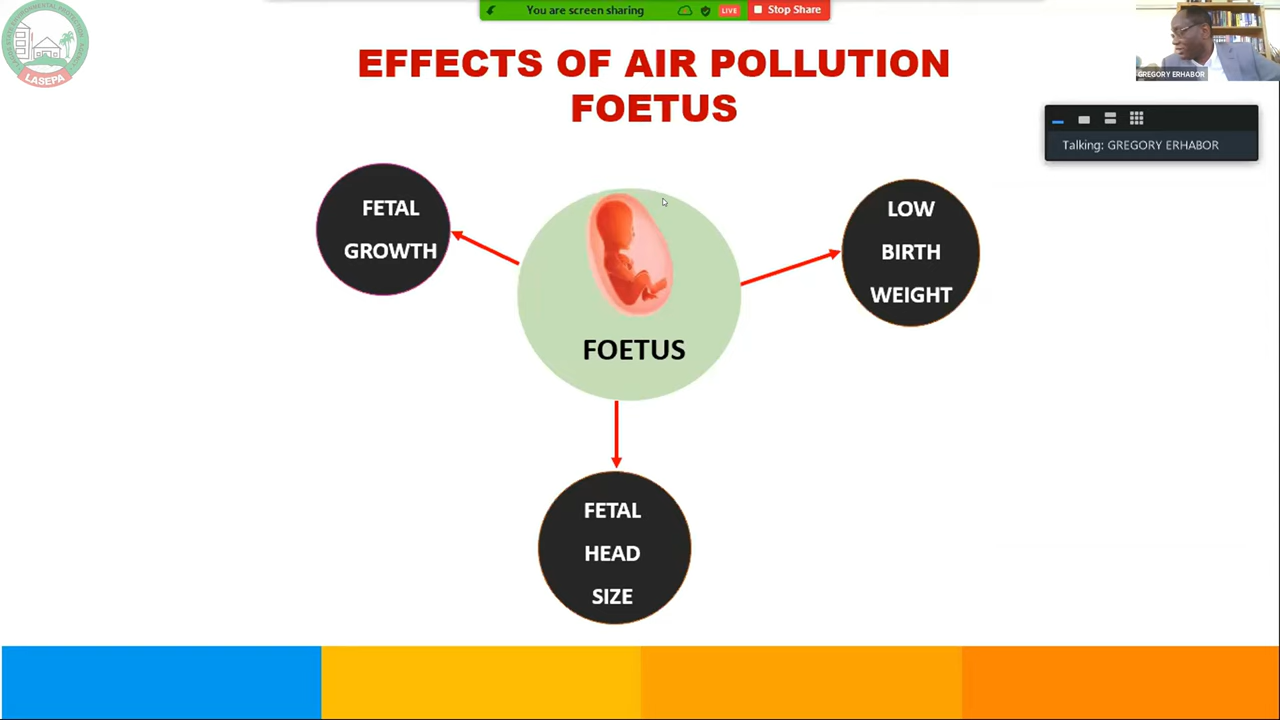 You are screen sharing
LIVE
Stop Share
LASEPA
EFFECTS OF AIR POLLUTION
FOETUS
GREGORY ERHABOR
Talking: GREGORY ERHABOR
FETAL
GROWTH
FOETUS
LOW
BIRTH
WEIGHT
FETAL
HEAD
SIZE